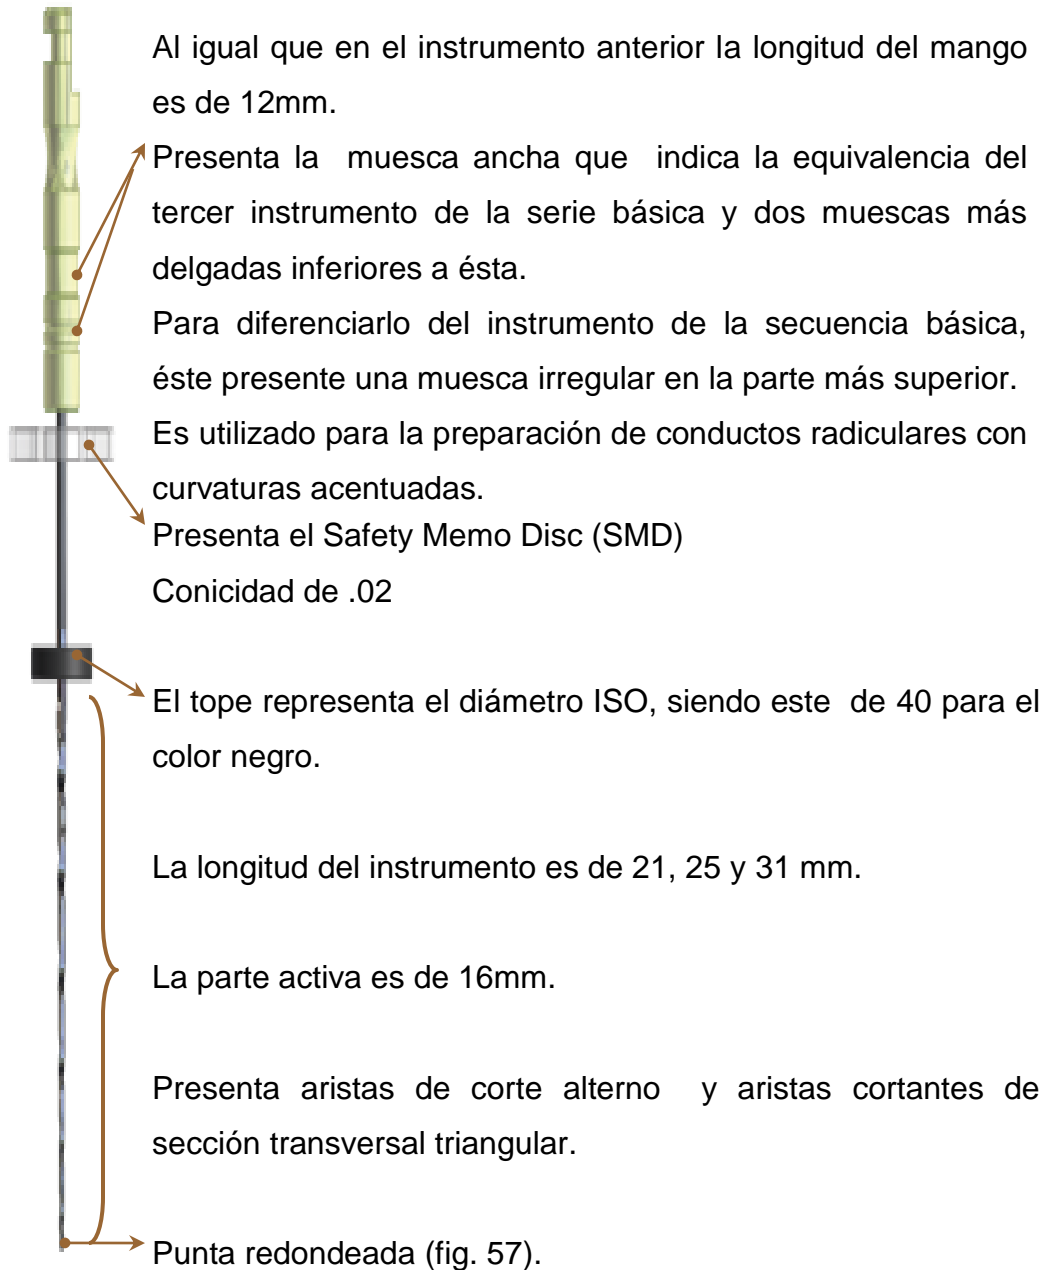 Al igual que en el instrumento anterior la longitud del mango
es de 12mm.
Presenta la muesca ancha que indica la equivalencia del
tercer instrumento de la serie básica y dos muescas más
delgadas inferiores a ésta.
Para diferenciarlo del instrumento de la secuencia básica,
éste presente una muesca irregular en la parte más superior.
Es utilizado para la preparación de conductos radiculares con
curvaturas acentuadas.
Presenta el Safety Memo Disc (SMD)
Conicidad de .02
El tope representa el diámetro ISO, siendo este de 40 para el
color negro.
La longitud del instrumento es de 21, 25 y 31 mm.
La parte activa es de 16mm.
Presenta aristas de corte alterno y aristas cortantes de
sección transversal triangular.
Punta redondeada (fig. 57).